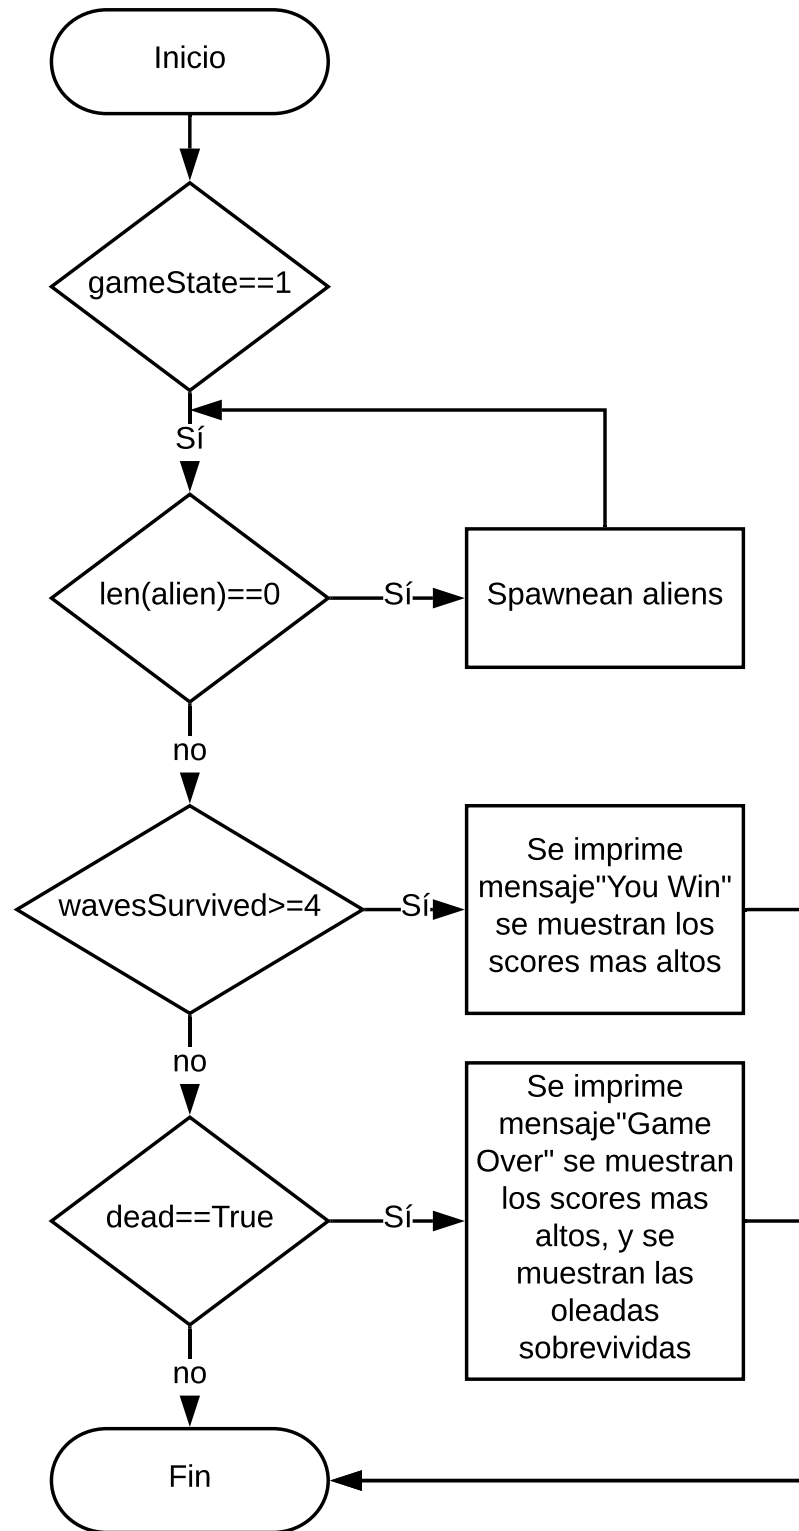 Inicio
gameState==1
Sí
len(alien)==0
Sí
Spawnean aliens
no
wavesSurvived>=4
Sí
Se imprime
mensaje"You Win"
se muestran los
scores mas altos
no
dead==True
Sí
Se imprime
mensaje"Game
Over" se muestran
los scores mas
altos, y se
muestran las
oleadas
sobrevividas
no
Fin